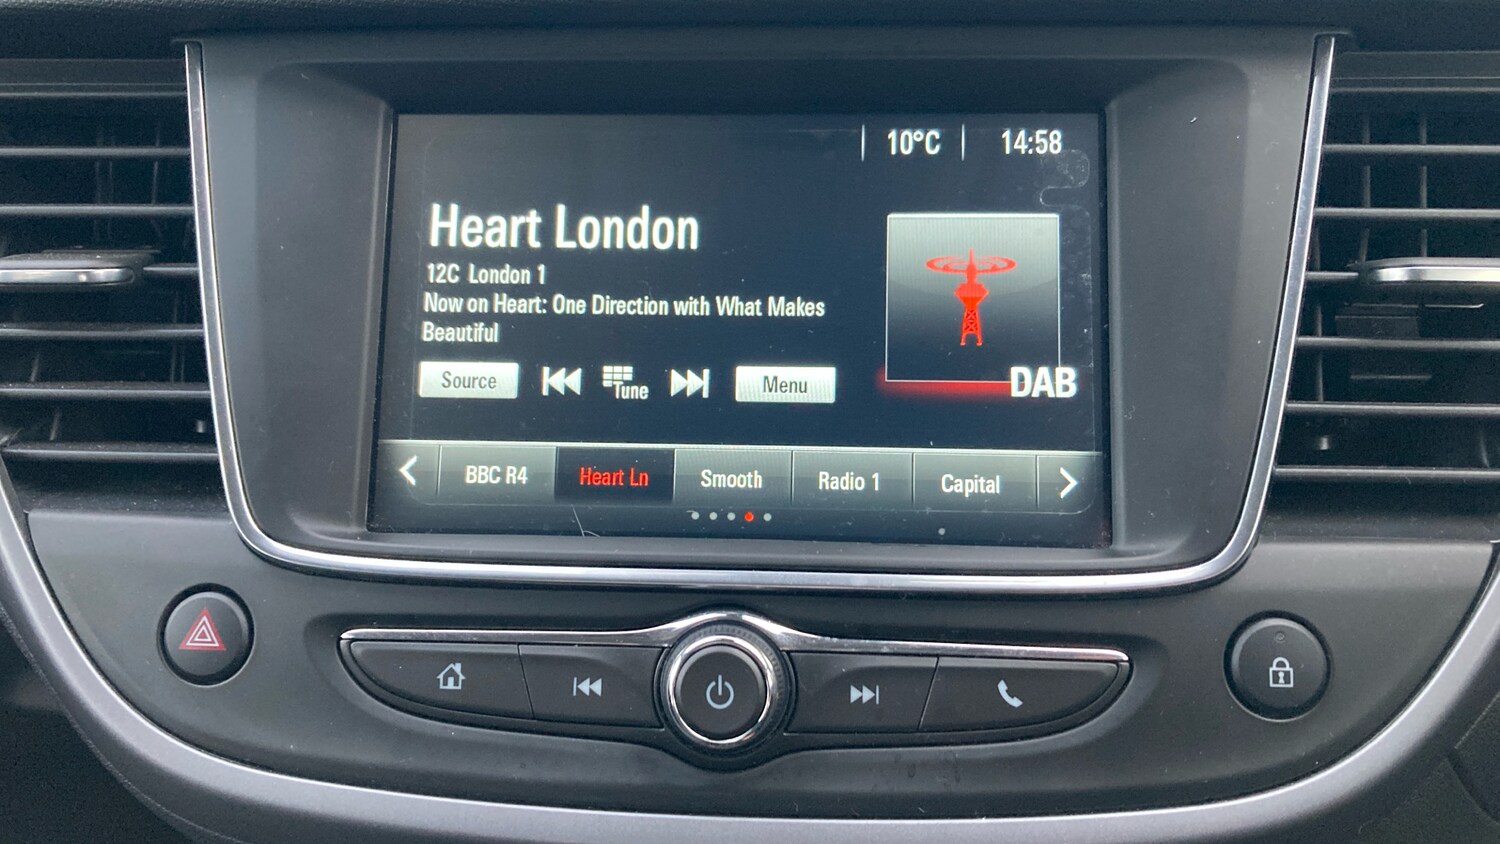 10°C 14:58
Heart London
12C London 1
Now on Heart: One Direction with What Makes
Beautiful
Source Tune Menu
DAB
BBC R4 Heart Ln Smooth Radio 1 Capital